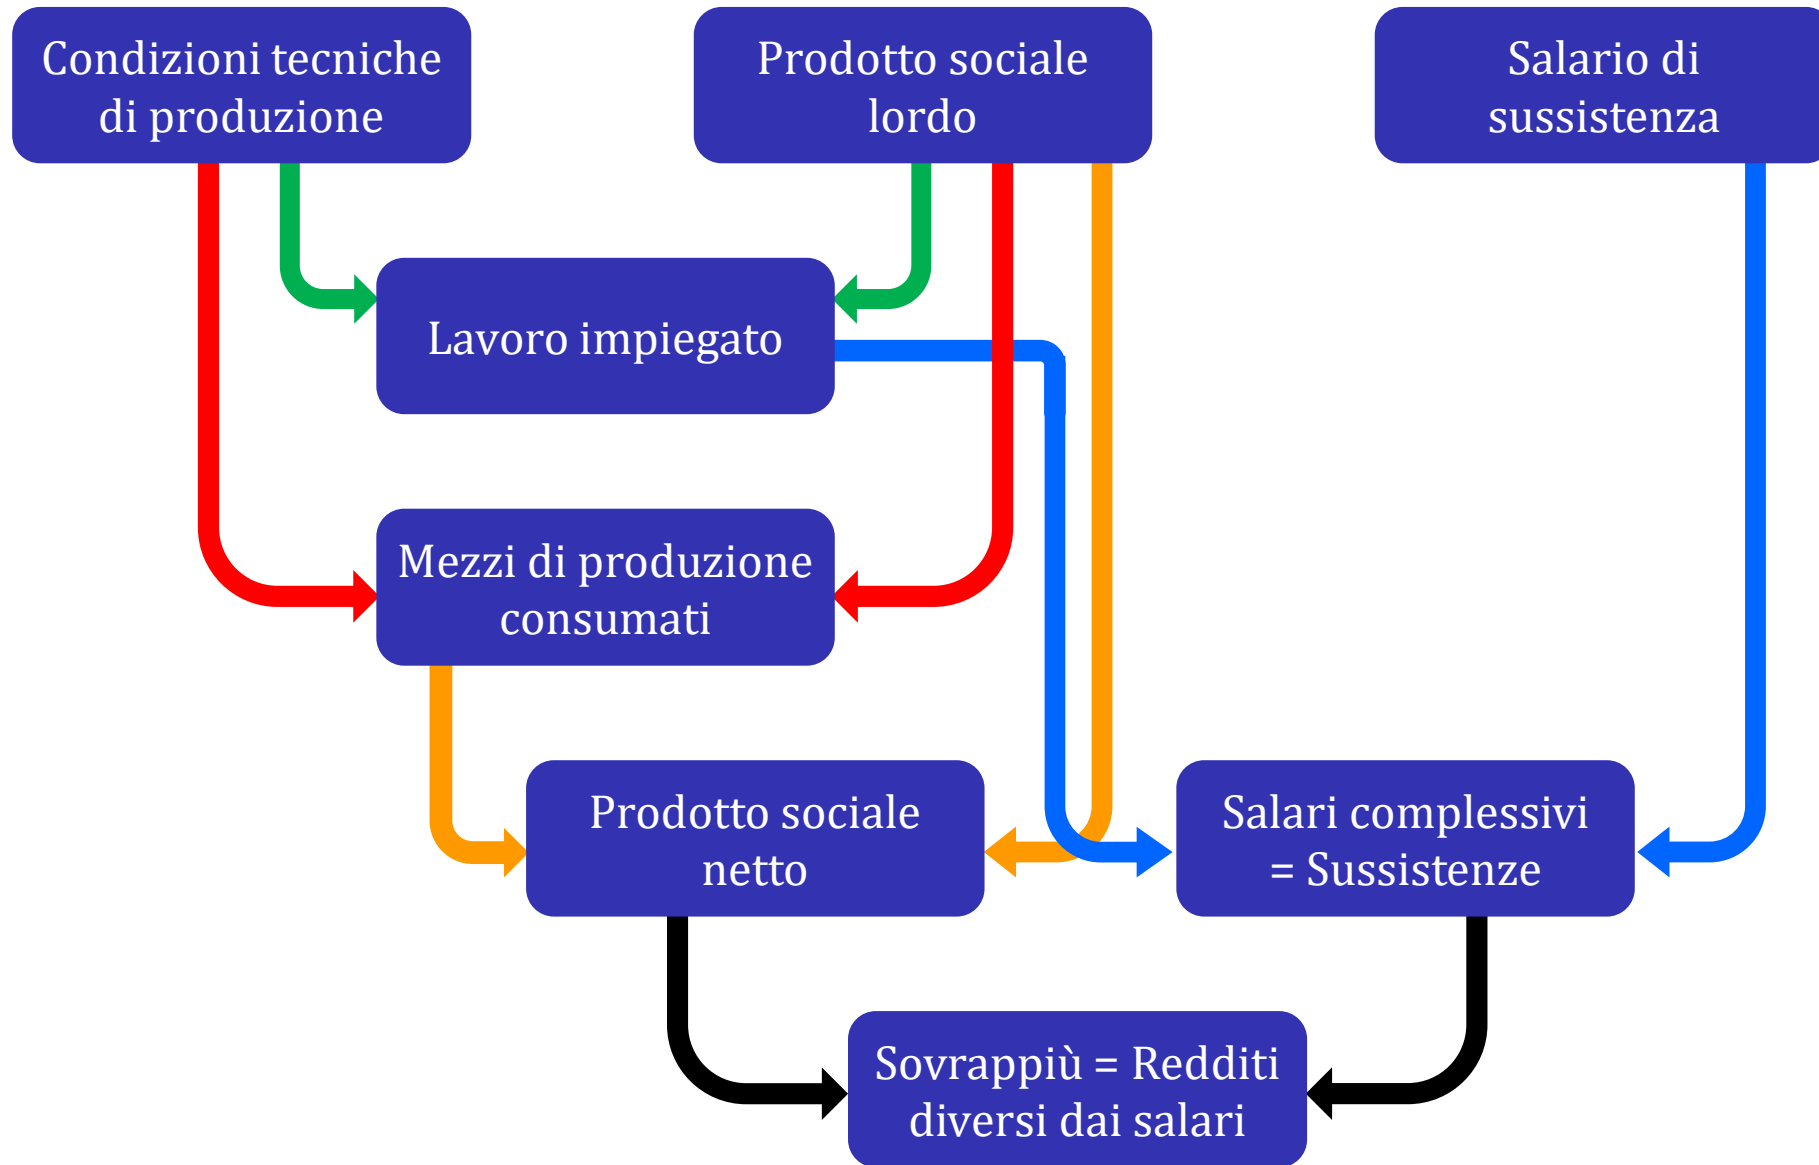 Condizioni tecniche
di produzione
Prodotto sociale
lordo
Salario di
sussistenza
Lavoro impiegato
Mezzi di produzione
consumati
Prodotto sociale
netto
Salari complessivi
= Sussistenze
Sovrappiù = Redditi
diversi dai salari